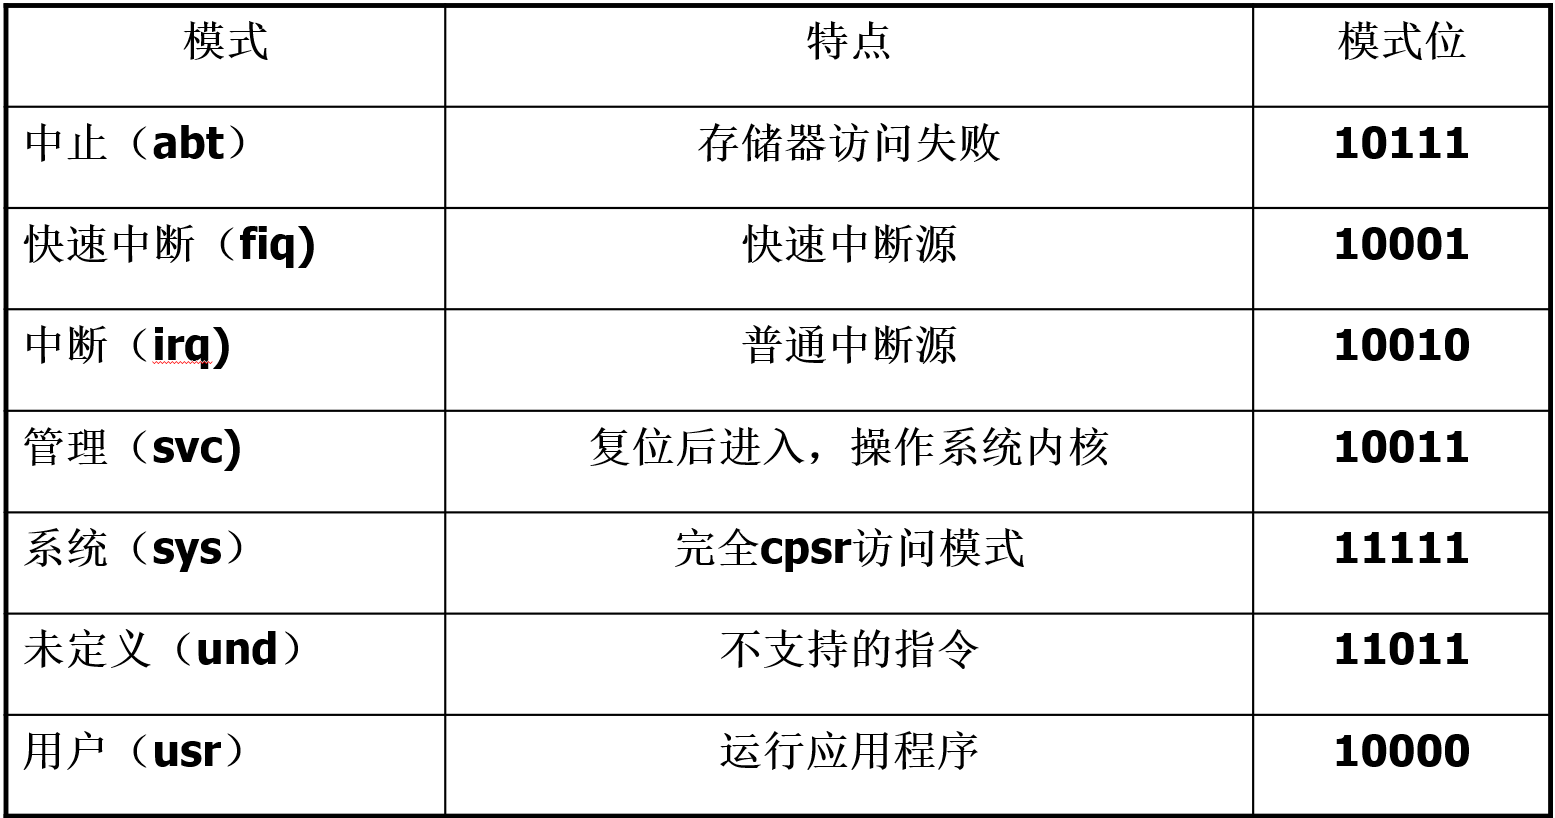 模式 特点 模式位
中止（abt） 存储器访问失败 10111
快速中断（fiq) 快速中断源 10001
中断（irq) 普通中断源 10010
管理（svc) 复位后进入，操作系统内核 10011
系统（sys） 完全cpsr访问模式 11111
未定义（und） 不支持的指令 11011
用户（usr） 运行应用程序 10000